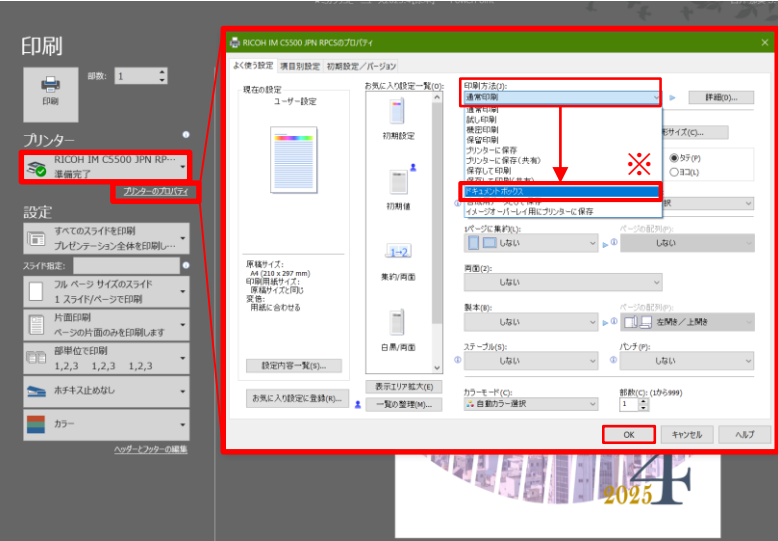 印刷
部数: 1
印刷
プリンター
RICOH IM C5500 JPN RP…
準備完了
プリンターのプロパティ
設定
すべてのスライドを印刷
プレゼンテーション全体を印刷し…
スライド指定:
フル ページ サイズのスライド
1 スライド/ページで印刷
片面印刷
ページの片面のみを印刷します
部単位で印刷
1,2,3 1,2,3 1,2,3
ホチキス止めなし
カラー
ヘッダーとフッターの編集
RICOH IM C5500 JPN RPCSのプロパティ
よく使う設定 項目別設定 初期設定／バージョン
現在の設定
ユーザー設定
原稿サイズ:
A4 (210 x 297 mm)
印刷用紙サイズ:
原稿サイズと同じ
変倍:
用紙に合わせる
設定内容一覧(S)...
お気に入り設定に登録(R)...
お気に入り設定一覧(0):
初期設定
初期値
1→2
集約/両面
白黒/両面
表示エリア拡大(E)
一覧の整理(M)...
印刷方法(J):
通常印刷
詳細(D)...
通常印刷
試し印刷
機密印刷
保留印刷
プリンターに保存
プリンターに保存(共有)
保存して印刷
保存して印刷(共有)
ドキュメントボックス
イメージオーバーレイ用にプリンターに保存
※
形サイズ(C)...
タテ(P)
ヨコ(L)
択
1ページに集約(L):
しない
ページの配列(P):
しない
両面(2):
しない
製本(B):
しない
ページの配列(P):
左開き／上開き
ステープル(S):
しない
パンチ(P):
しない
カラーモード(C):
自動カラー選択
部数(C): (1から999)
1
OK キャンセル ヘルプ
2025
4